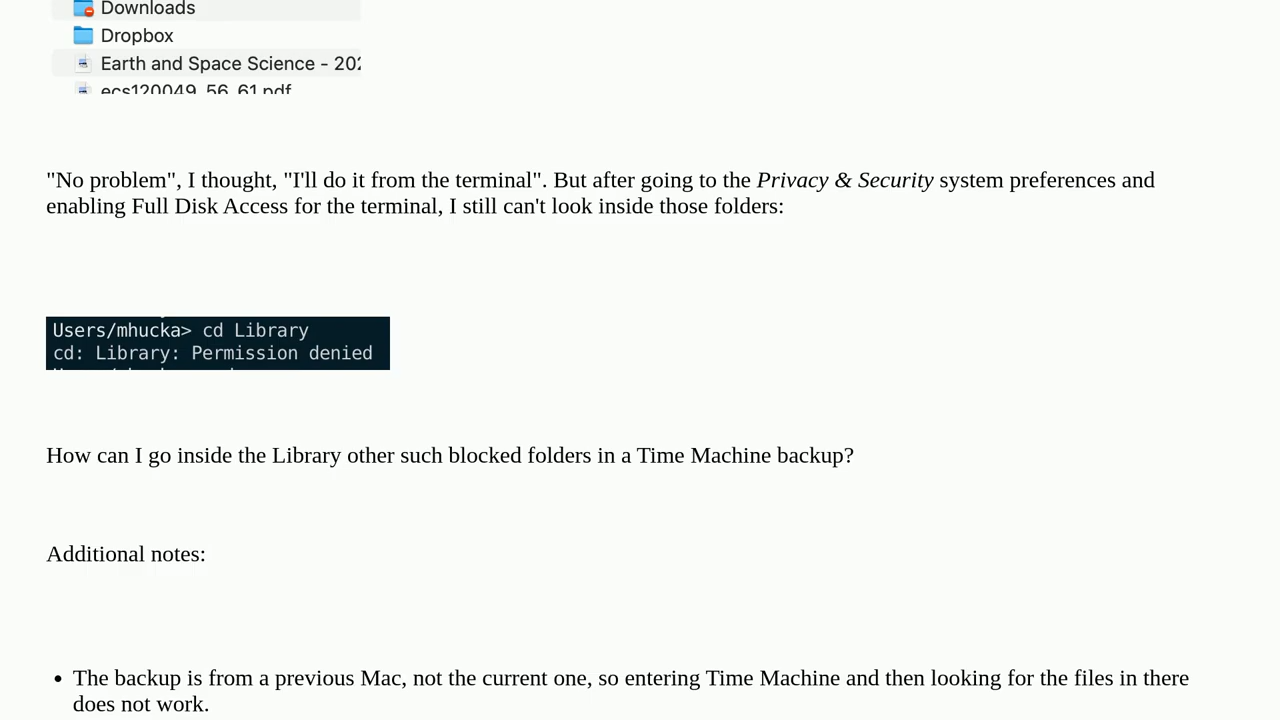 Downloads
Dropbox
Earth and Space Science - 202
ecs120049_56_61.pdf
"No problem", I thought, "I'll do it from the terminal". But after going to the Privacy & Security system preferences and
enabling Full Disk Access for the terminal, I still can't look inside those folders:
Users/mhucka> cd Library
cd: Library: Permission denied
How can I go inside the Library other such blocked folders in a Time Machine backup?
Additional notes:
• The backup is from a previous Mac, not the current one, so entering Time Machine and then looking for the files in there
does not work.